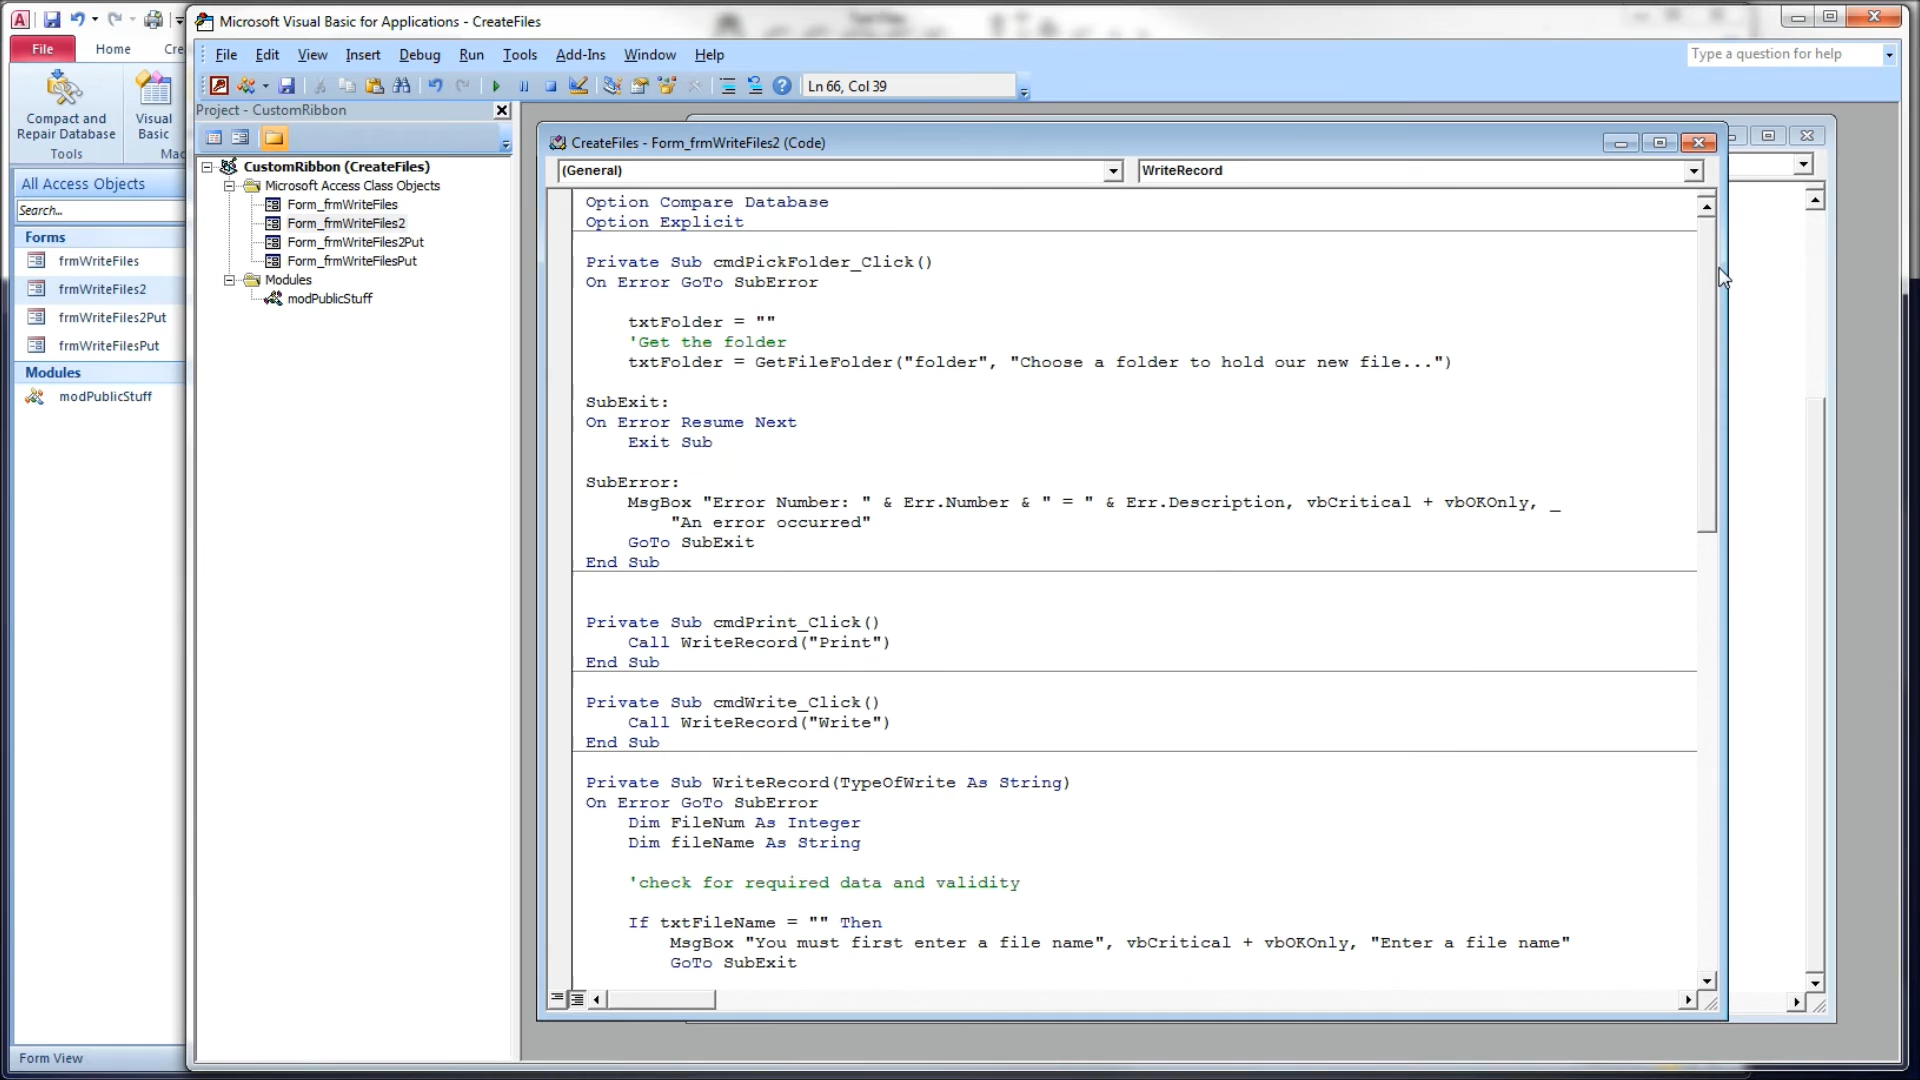 Microsoft Visual Basic for Applications - CreateFiles
File Home Cre
File Edit View Insert Debug Run Tools Add-Ins Window Help
Type a question for help
Ln 66, Col 39
Compact and
Repair Database
Visual
Basic
Tools
Mac
All Access Objects
Search...
Forms
frmWriteFiles
frmWriteFiles2
frmWriteFiles2Put
frmWriteFilesPut
Modules
modPublicStuff
Form View
Project - CustomRibbon
CustomRibbon (CreateFiles)
Microsoft Access Class Objects
Form_frmWriteFiles
Form_frmWriteFiles2
Form_frmWriteFiles2Put
Form_frmWriteFilesPut
Modules
modPublicStuff
CreateFiles - Form_frmWriteFiles2 (Code)
(General)
WriteRecord
Option Compare Database
Option Explicit
Private Sub cmdPickFolder_Click()
On Error GoTo SubError
txtFolder = ""
'Get the folder
txtFolder = GetFileFolder("folder", "Choose a folder to hold our new file...")
SubExit:
On Error Resume Next
Exit Sub
SubError:
MsgBox "Error Number: " & Err.Number & " = " & Err.Description, vbCritical + vbOKOnly, _
"An error occurred"
GoTo SubExit
End Sub
Private Sub cmdPrint_Click()
Call WriteRecord("Print")
End Sub
Private Sub cmdWrite_Click()
Call WriteRecord("Write")
End Sub
Private Sub WriteRecord(TypeOfWrite As String)
On Error GoTo SubError
Dim FileNum As Integer
Dim fileName As String
'check for required data and validity
If txtFileName = "" Then
MsgBox "You must first enter a file name", vbCritical + vbOKOnly, "Enter a file name"
GoTo SubExit